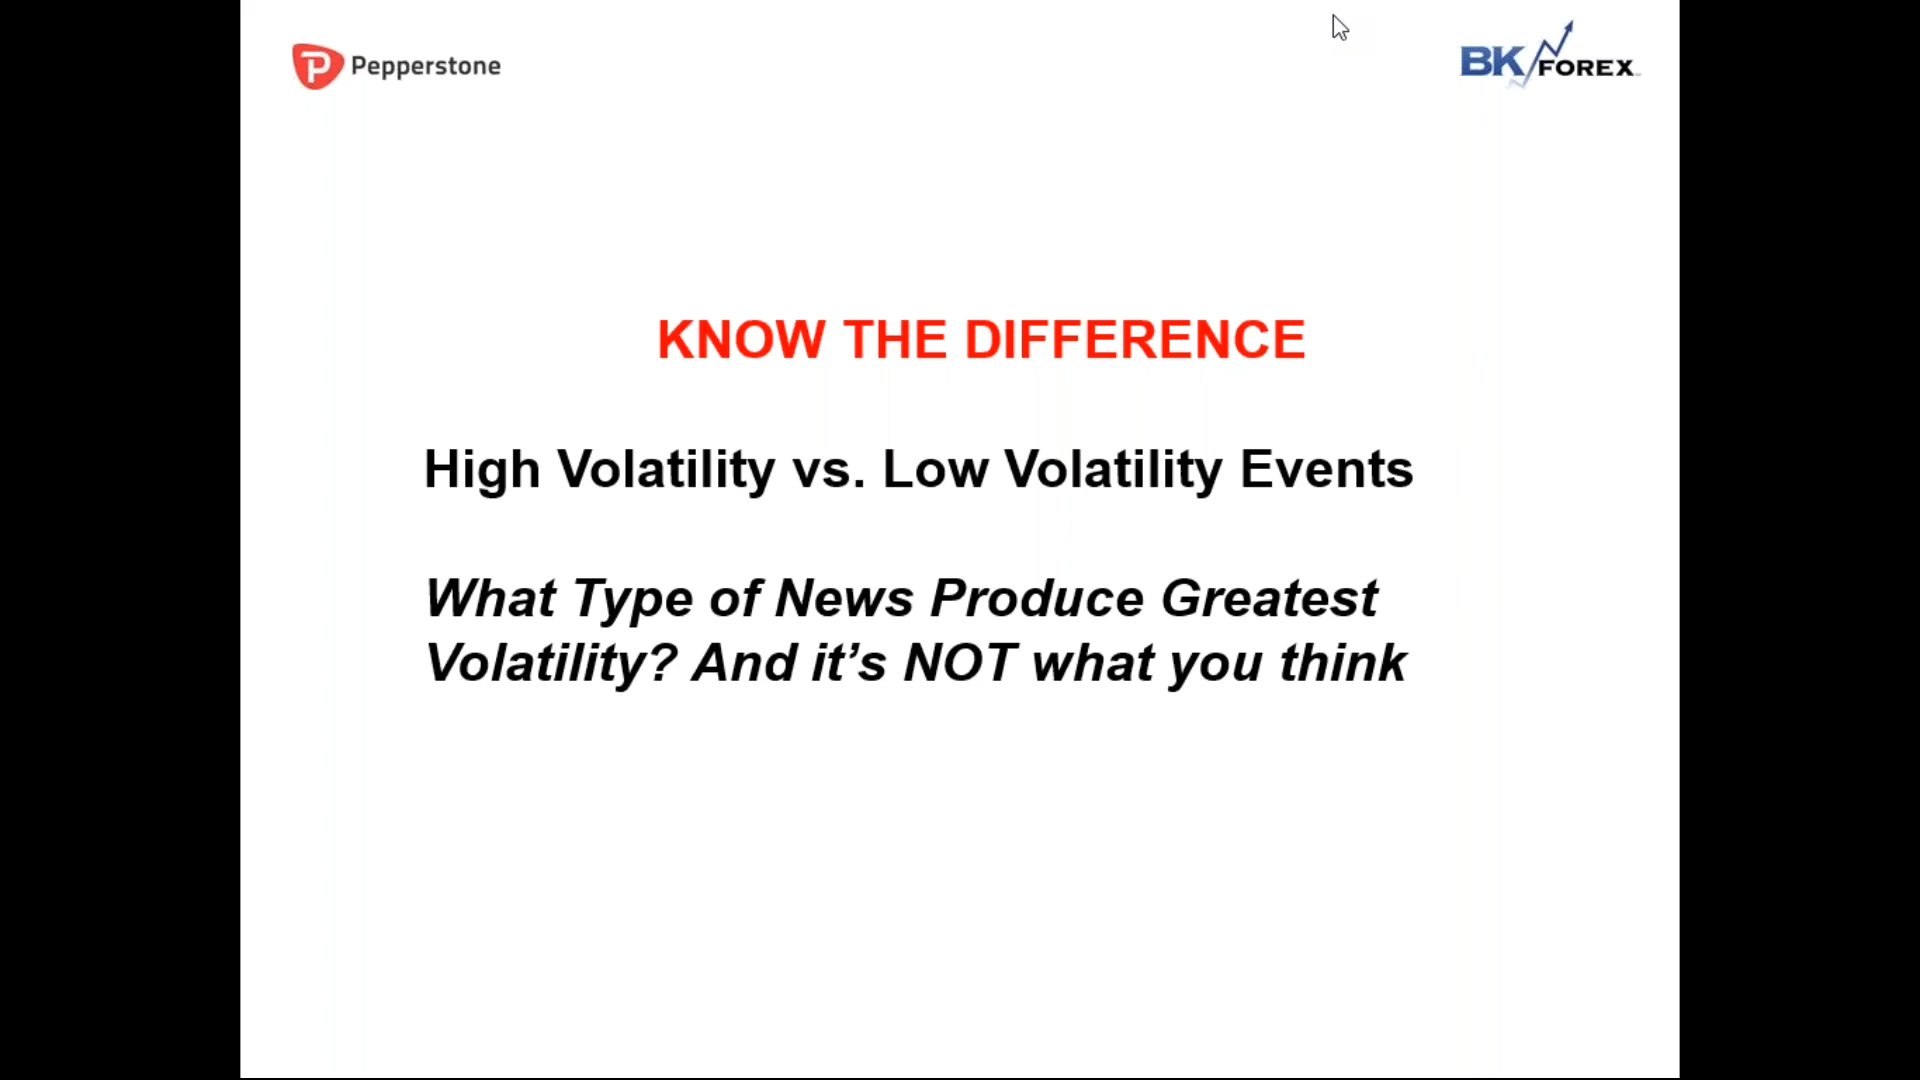 Pepperstone
BK FOREX
KNOW THE DIFFERENCE
High Volatility vs. Low Volatility Events
What Type of News Produce Greatest
Volatility? And it’s NOT what you think